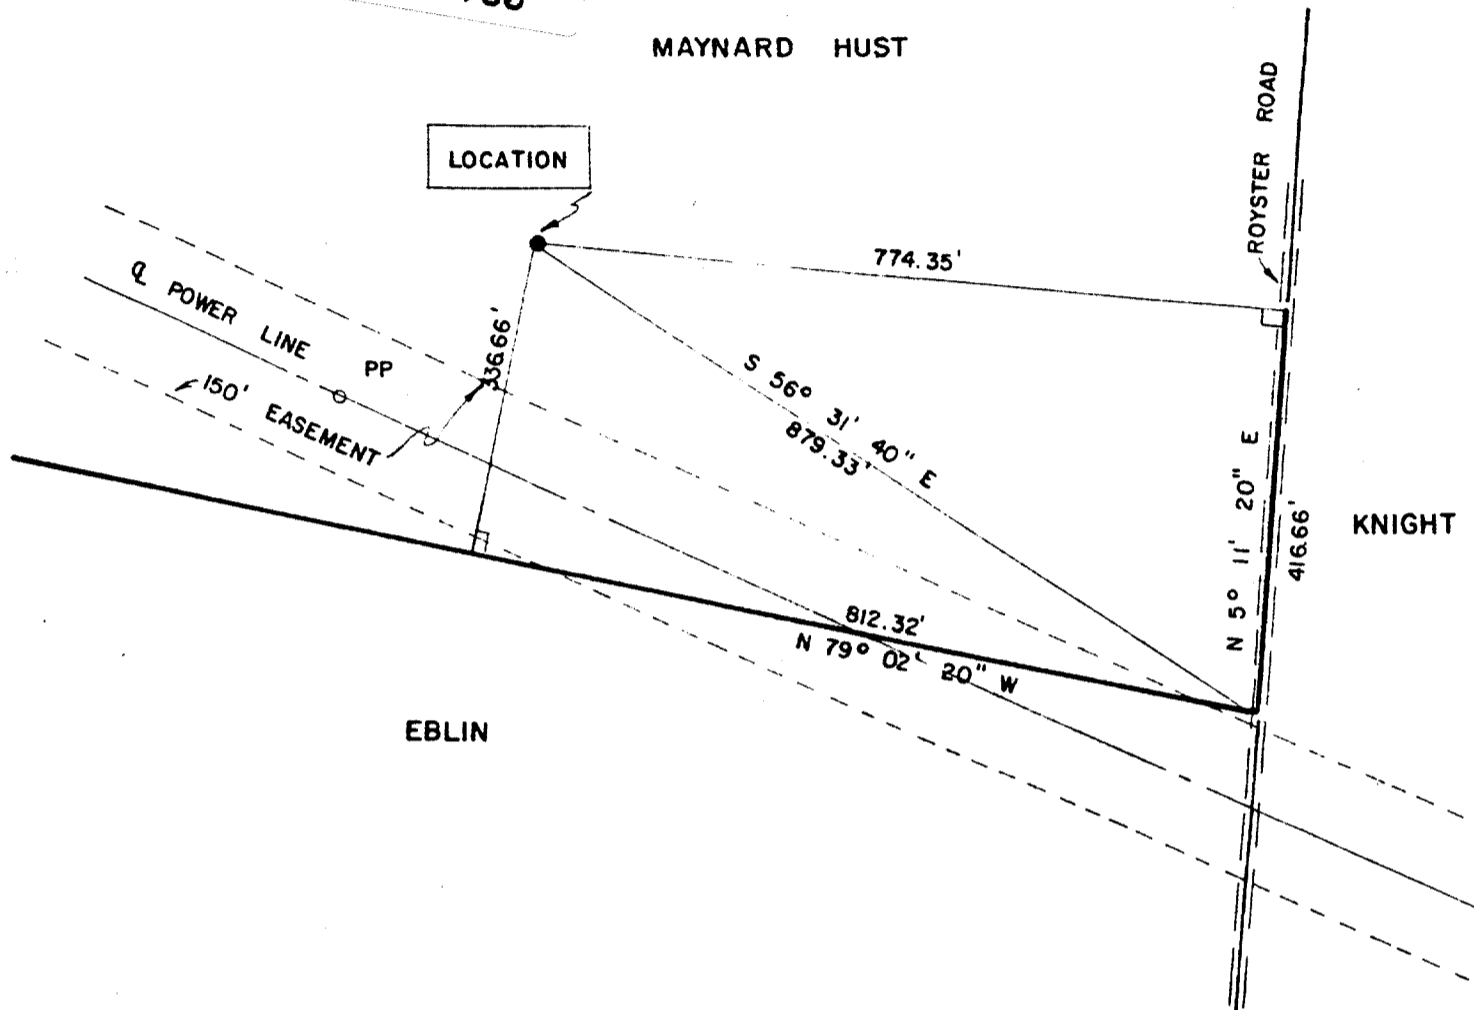 MAYNARD HUST
ROYSTER ROAD
LOCATION
774.35'
℄ POWER LINE
PP
336.66'
150' EASEMENT
S 56° 31' 40" E
879.33'
N 5° 11' 20" E
416.66'
KNIGHT
812.32'
N 79° 02' 20" W
EBLIN